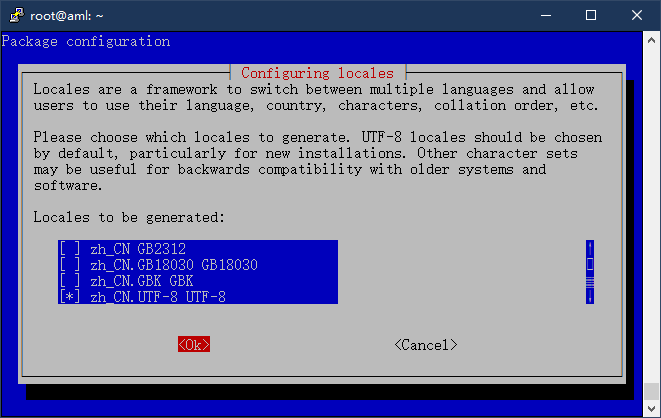 root@aml: ~
Package configuration
Configuring locales
Locales are a framework to switch between multiple languages and allow
users to use their language, country, characters, collation order, etc.
Please choose which locales to generate. UTF-8 locales should be chosen
by default, particularly for new installations. Other character sets
may be useful for backwards compatibility with older systems and
software.
Locales to be generated:
[ ] zh_CN GB2312
[ ] zh_CN.GB18030 GB18030
[ ] zh_CN.GBK GBK
[*] zh_CN.UTF-8 UTF-8
<Ok> <Cancel>